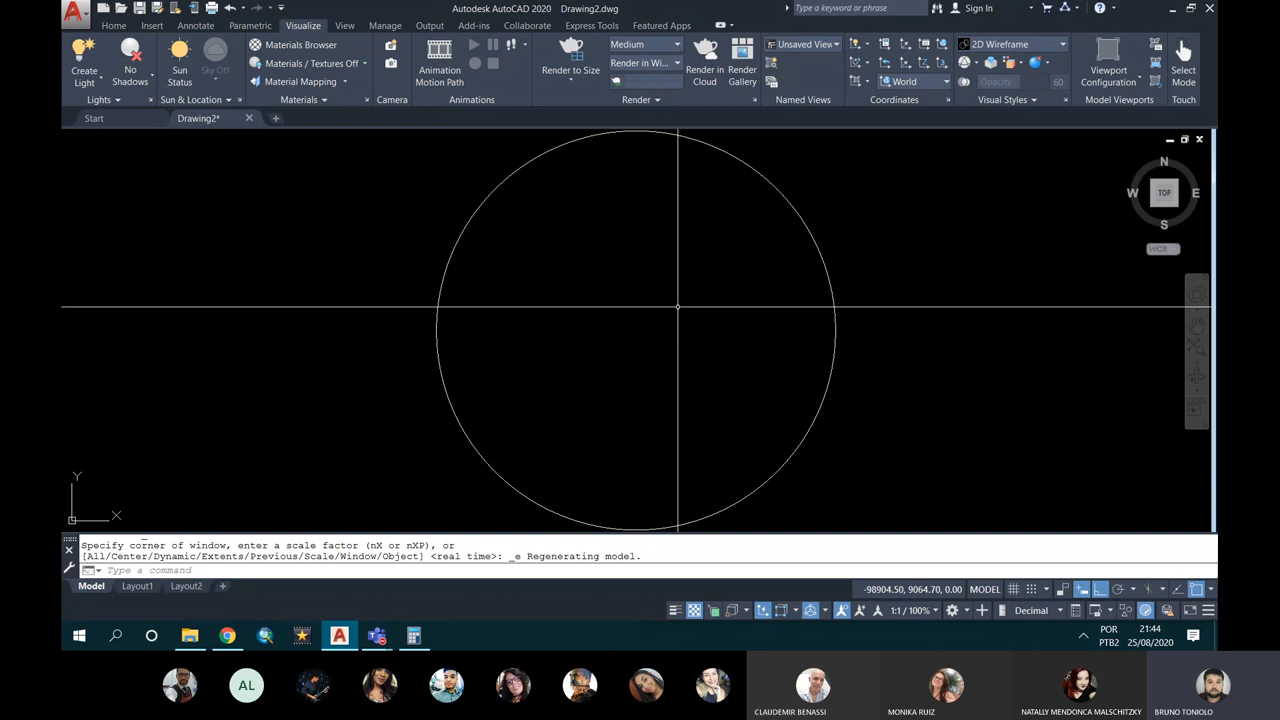 Autodesk AutoCAD 2020 Drawing2.dwg
Type a keyword or phrase
Sign In
Home Insert Annotate Parametric Visualize View Manage Output Add-ins Collaborate Express Tools Featured Apps
Create Light
No Shadows
Lights
Sun Status
Sky Off
Sun & Location
Materials Browser
Materials / Textures Off
Material Mapping
Materials
Camera
Animation Motion Path
Animations
Render to Size
Medium
Render in Wi...
Render in Cloud
Render Gallery
Render
Unsaved View
Named Views
World
Coordinates
2D Wireframe
Opacity 60
Visual Styles
Viewport Configuration
Model Viewports
Select Mode
Touch
Start Drawing2*
N
W TOP E
S
WCS
Y
X
Specify corner of window, enter a scale factor (nX or nXP), or
[All/Center/Dynamic/Extents/Previous/Scale/Window/Object] <real time>: _e Regenerating model.
Type a command
Model Layout1 Layout2
-98904.50, 9064.70, 0.00 MODEL
1:1 / 100% Decimal
POR 21:44
PTB2 25/08/2020
AL
CLAUDEMIR BENASSI MONIKA RUIZ NATALLY MENDONCA MALSCHITZKY BRUNO TONIOLO